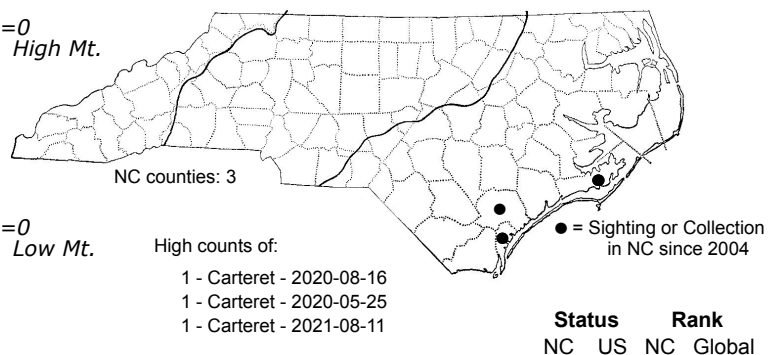 =0
High Mt.
NC counties: 3
=0
Low Mt.
High counts of:
1 - Carteret - 2020-08-16
1 - Carteret - 2020-05-25
1 - Carteret - 2021-08-11
● = Sighting or Collection
in NC since 2004
Status Rank
NC US NC Global